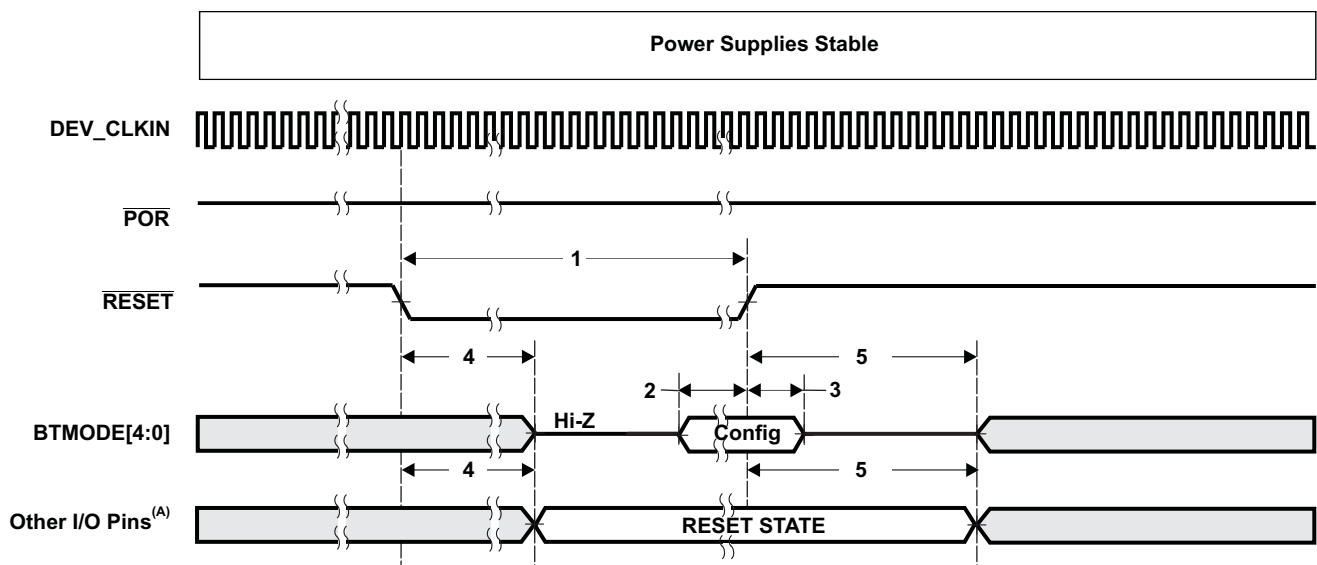 Power Supplies Stable
DEV_CLKIN
POR
1
RESET
4
5
2
3
BTMODE[4:0]
Hi-Z
Config
4
5
Other I/O Pins(A)
RESET STATE